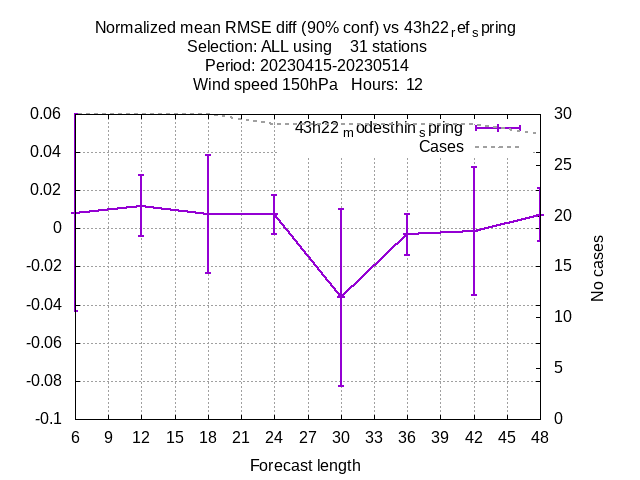 Normalized mean RMSE diff (90% conf) vs 43h22refspring
Selection: ALL using 31 stations
Period: 20230415-20230514
Wind speed 150hPa Hours: 12
0.06
0.04
0.02
0
-0.02
-0.04
-0.06
-0.08
-0.1
43h22modesthinspring
Cases
30
25
20
15
10
5
0
No cases
6 9 12 15 18 21 24 27 30 33 36 39 42 45 48
Forecast length